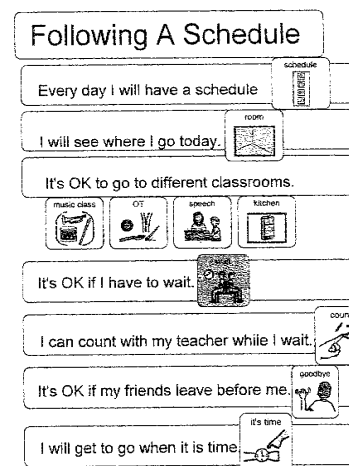 Following A Schedule
schedule
Every day I will have a schedule
room
I will see where I go today.
It's OK to go to different classrooms.
music class OT speech kitchen
It's OK if I have to wait.
I can count with my teacher while I wait.
goodbye
It's OK if my friends leave before me.
it's time
I will get to go when it is time